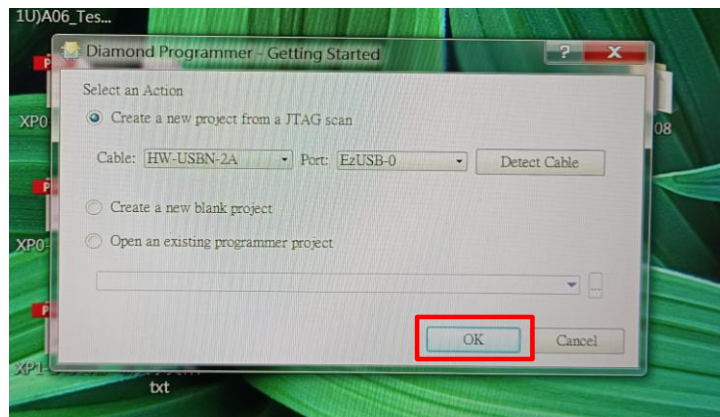 1U)A06_Tes...
Diamond Programmer - Getting Started
Select an Action
Create a new project from a JTAG scan
XP0
08
Cable: HW-USBN-2A Port: EzUSB-0 Detect Cable
Create a new blank project
XP0-
Open an existing programmer project
OK Cancel
XP1-
txt